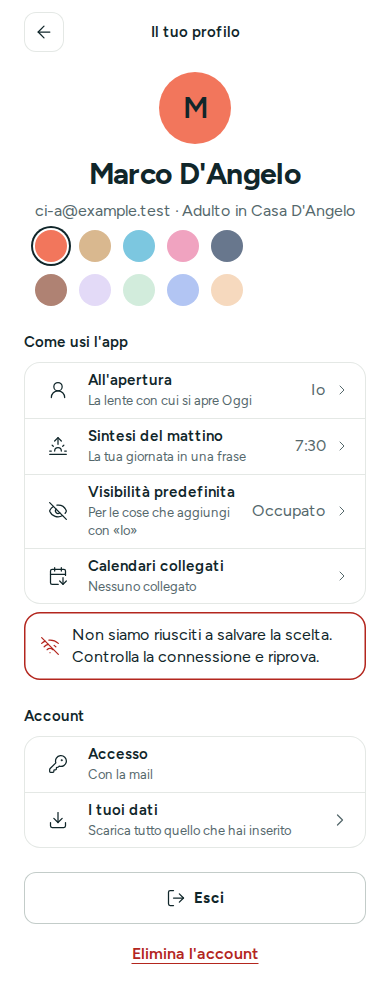 Il tuo profilo
M
Marco D'Angelo
ci-a@example.test · Adulto in Casa D'Angelo
Come usi l'app
All'apertura
La lente con cui si apre Oggi
Io
Sintesi del mattino
La tua giornata in una frase
7:30
Visibilità predefinita
Per le cose che aggiungi
con «Io»
Occupato
Calendari collegati
Nessuno collegato
Non siamo riusciti a salvare la scelta.
Controlla la connessione e riprova.
Account
Accesso
Con la mail
I tuoi dati
Scarica tutto quello che hai inserito
Esci
Elimina l'account